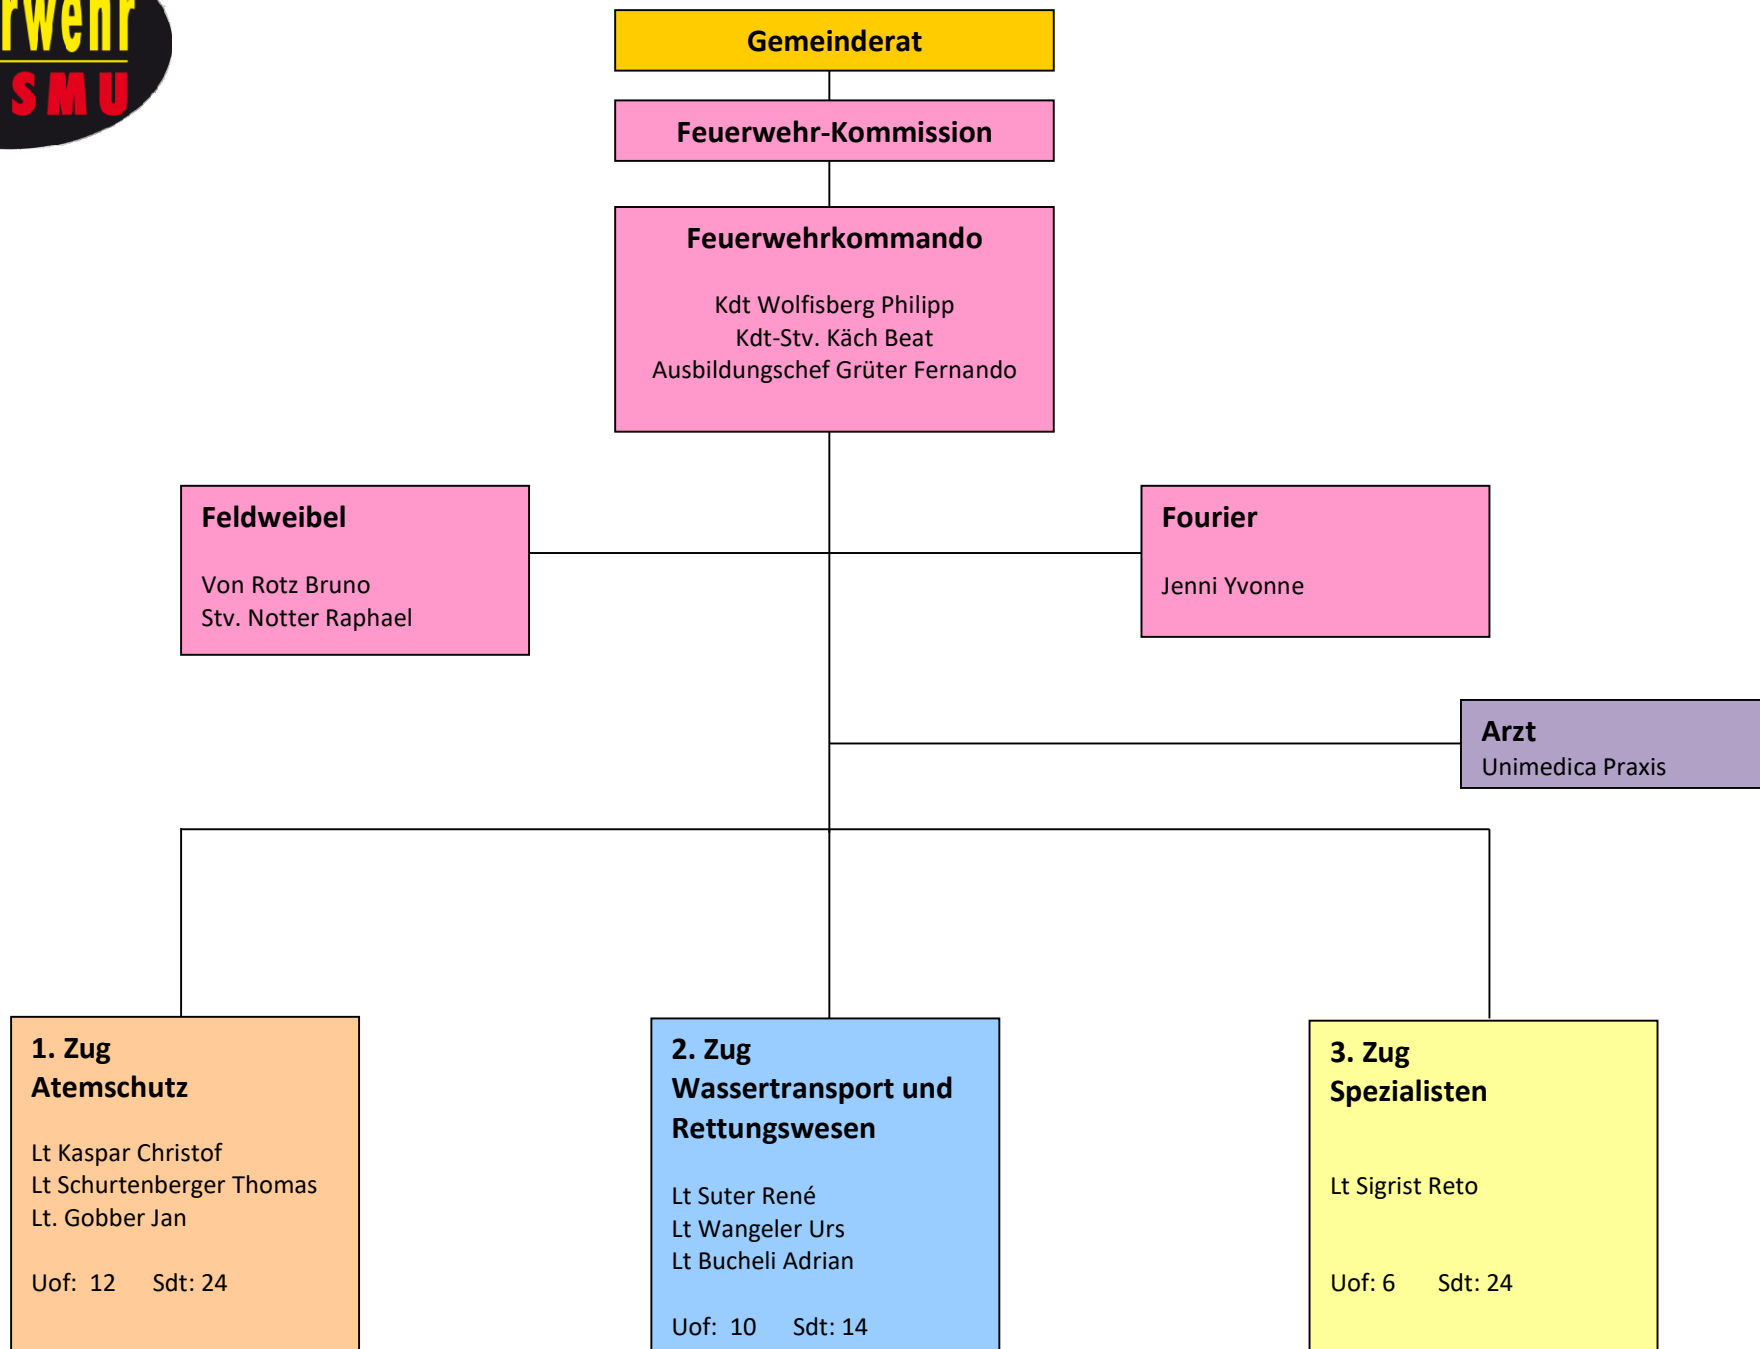 SMU
Gemeinderat
Feuerwehr-Kommission
Feuerwehrkommando
Kdt Wolfisberg Philipp
Kdt-Stv. Käch Beat
Ausbildungschef Grüter Fernando
Feldweibel
Von Rotz Bruno
Stv. Notter Raphael
Fourier
Jenni Yvonne
Arzt
Unimedica Praxis
1. Zug
Atemschutz
Lt Kaspar Christof
Lt Schurtenberger Thomas
Lt. Gobber Jan
Uof: 12 Sdt: 24
2. Zug
Wassertransport und
Rettungswesen
Lt Suter René
Lt Wangeler Urs
Lt Bucheli Adrian
Uof: 10 Sdt: 14
3. Zug
Spezialisten
Lt Sigrist Reto
Uof: 6 Sdt: 24